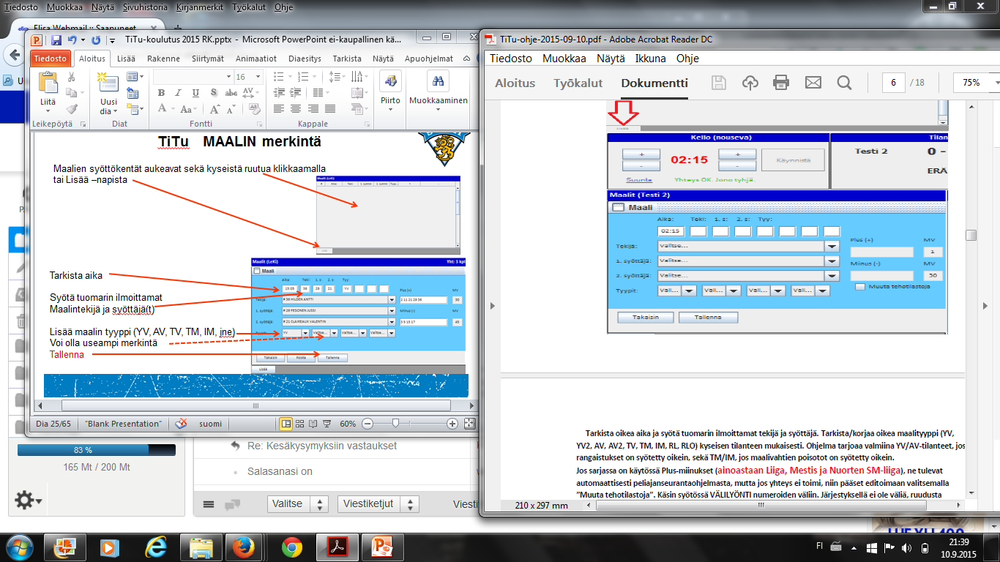 Tiedosto Muokkaa Näytä Sivuhistoria Kirjanmerkit Työkalut Ohje
Elisa Webmail :: Saapuneet
TiTu-koulutus 2015 RK.pptx - Microsoft PowerPoint ei-kaupallinen kä...
Tiedosto Aloitus Lisää Rakenne Siirtymät Animaatiot Diaesitys Tarkista Näytä Apuohjelmat
16
Liitä
Uusi dia
Piirto
Muokkaaminen
Leikepöytä Diat Fontti Kappale
TiTu MAALIN merkintä
Maalien syöttökentät aukeavat sekä kyseistä ruutua klikkaamalla
tai Lisää –napista
Maalit (LeKi)
Tarkista aika
Syötä tuomarin ilmoittamat
Maalintekijä ja syöttäjä(t)
Lisää maalin tyyppi (YV, AV, TV, TM, IM, jne)
Voi olla useampi merkintä
Tallenna
Maalit (LeKi) Yht: 3 kpl
Maali
Aika: Teki: 1. s: 2. s: Tyy:
15:05 36 29 21 YV
Plus (+) MV
Tekijä: # 36 HILDEN ANTTI 2 11 21 29 36 30
1. syöttäjä: # 29 PESONEN JUSSI Miinus (-) MV
2. syöttäjä: # 21 CLAIREAUX VALENTIN 3 5 13 17 45
YV Valitse... Valitse... Valitse...
Takaisin Poista Tallenna
Lisää
Dia 25/65 "Blank Presentation" suomi 60%
83 %
165 Mt / 200 Mt
Re: Kesäkysymyksiin vastaukset
Salasanasi on
Valitse Viestiketjut Viesti
TiTu-ohje-2015-09-10.pdf - Adobe Acrobat Reader DC
Tiedosto Muokkaa Näytä Ikkuna Ohje
Aloitus Työkalut Dokumentti 6 / 18 75%
Kello (nouseva) Tilan
+ 02:15 + Käynnistä
- -
Suunta Yhteys OK. Jono tyhjä.
Testi 2 0 -
ERÄ
Maalit (Testi 2)
Maali
Aika: Teki: 1. s: 2. s: Tyy:
02:15
Plus (+) MV
Tekijä: Valitse... 1
1. syöttäjä: Valitse... Miinus (-) MV
2. syöttäjä: Valitse... 30
Tyypit: Vali... Vali... Vali... Vali... Muuta tehotilastoja
Takaisin Tallenna
Tarkista oikea aika ja syötä tuomarin ilmoittamat tekijä ja syöttäjä. Tarkista/korjaa oikea maalityyppi (YV,
YV2, AV, AV2, TV, TM, IM, RL, RLO) kyseisen tilanteen mukaisesti. Ohjelma tarjoaa valmiina YV/AV-tilanteet, jos
rangaistukset on syötetty oikein, sekä TM/IM, jos maalivahtien poisotot on syötetty oikein.
Jos sarjassa on käytössä Plus-miinukset (ainoastaan Liiga, Mestis ja Nuorten SM-liiga), ne tulevat
automaattisesti peliajanseurantaohjelmasta, mutta jos yhteys ei toimi, niin pääset editoimaan valitsemalla
”Muuta tehotilastoja”. Käsin syötössä VÄLILYÖNTI numeroiden väliin. Järjestyksellä ei ole väliä, ruudusta
210 x 297 mm
FI 21:39
10.9.2015